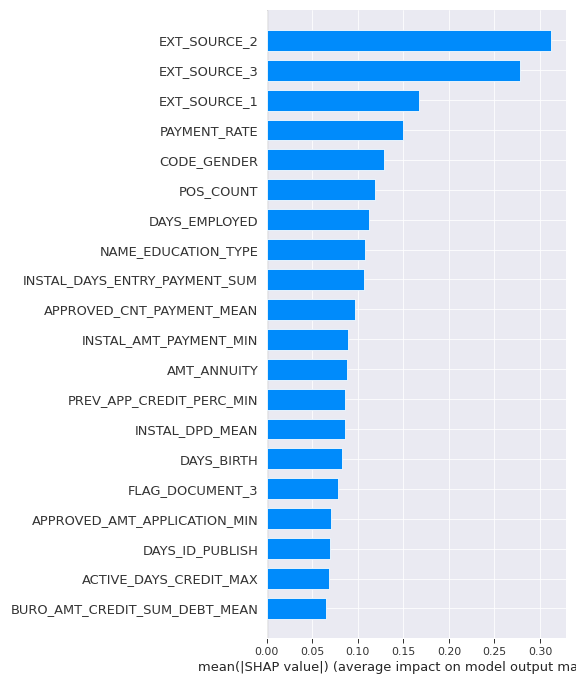 EXT_SOURCE_2
EXT_SOURCE_3
EXT_SOURCE_1
PAYMENT_RATE
CODE_GENDER
POS_COUNT
DAYS_EMPLOYED
NAME_EDUCATION_TYPE
INSTAL_DAYS_ENTRY_PAYMENT_SUM
APPROVED_CNT_PAYMENT_MEAN
INSTAL_AMT_PAYMENT_MIN
AMT_ANNUITY
PREV_APP_CREDIT_PERC_MIN
INSTAL_DPD_MEAN
DAYS_BIRTH
FLAG_DOCUMENT_3
APPROVED_AMT_APPLICATION_MIN
DAYS_ID_PUBLISH
ACTIVE_DAYS_CREDIT_MAX
BURO_AMT_CREDIT_SUM_DEBT_MEAN
0.00 0.05 0.10 0.15 0.20 0.25 0.30
mean(|SHAP value|) (average impact on model output ma